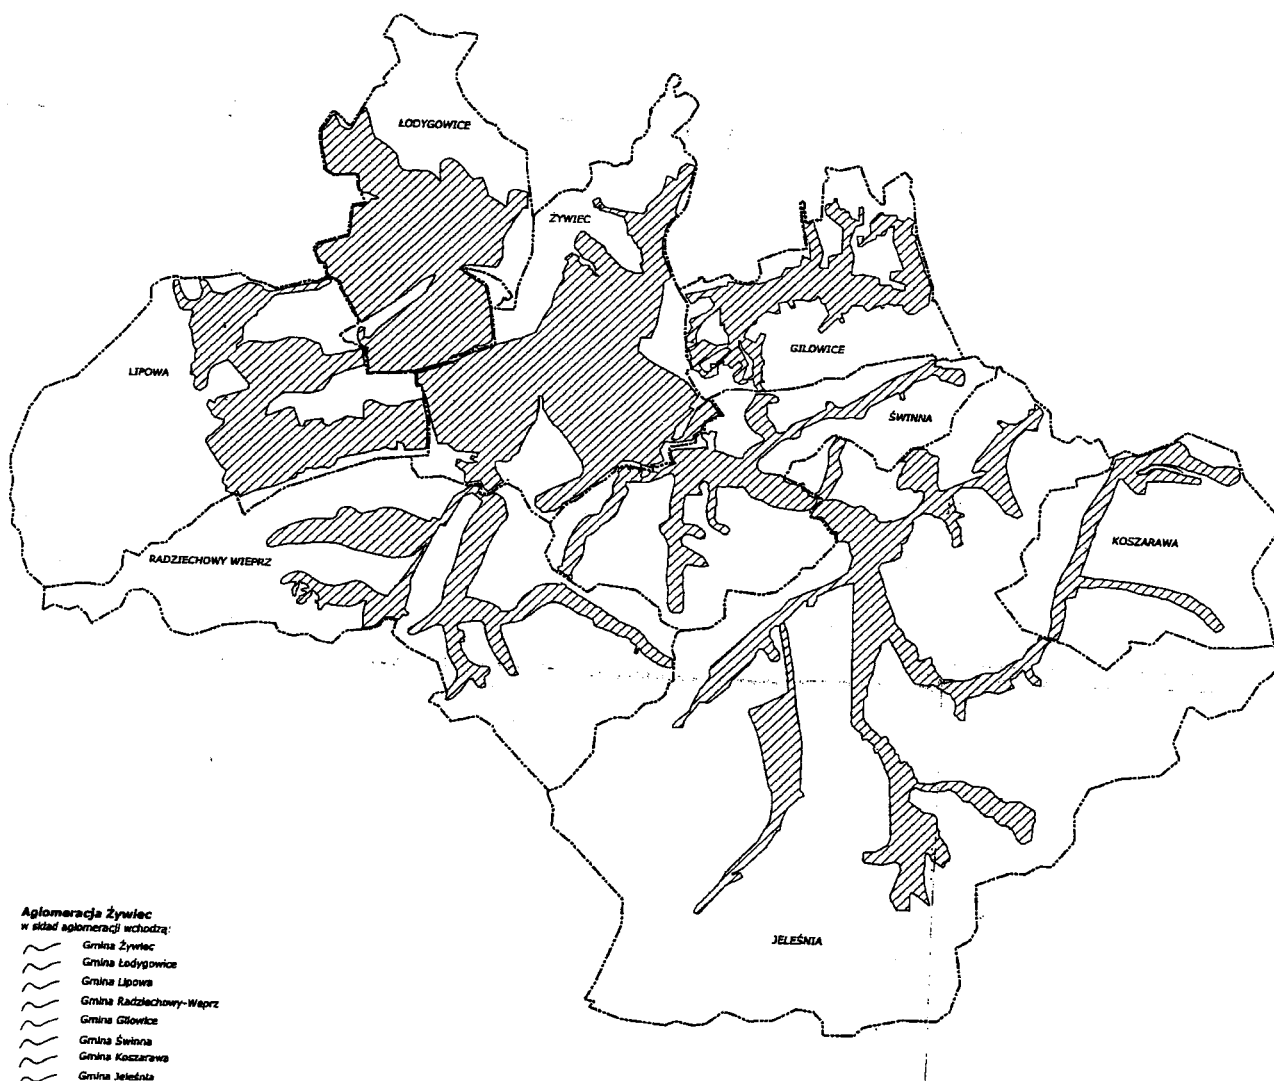 ŁODYGOWICE
ŻYWIEC
GILOWICE
LIPOWA
ŚWINNA
KOSZARAWA
RADZIECHOWY WIEPRZ
JELEŚNIA
Aglomeracja Żywiec
w skład aglomeracji wchodzą:
Gmina Żywiec
Gmina Łodygowice
Gmina Lipowa
Gmina Radziechowy-Weprz
Gmina Gilowice
Gmina Świnna
Gmina Koszarawa
Gmina Jeleśnia